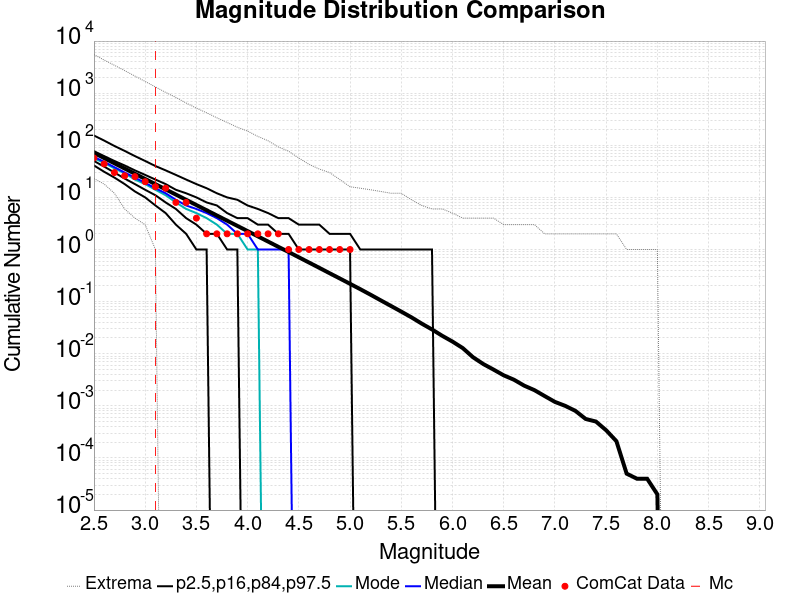 Magnitude Distribution Comparison
10^4
10^3
10^2
10^1
10^0
10^-1
10^-2
10^-3
10^-4
10^-5
Cumulative Number
2.5 3.0 3.5 4.0 4.5 5.0 5.5 6.0 6.5 7.0 7.5 8.0 8.5 9.0
Magnitude
Extrema p2.5,p16,p84,p97.5 Mode Median Mean ComCat Data Mc